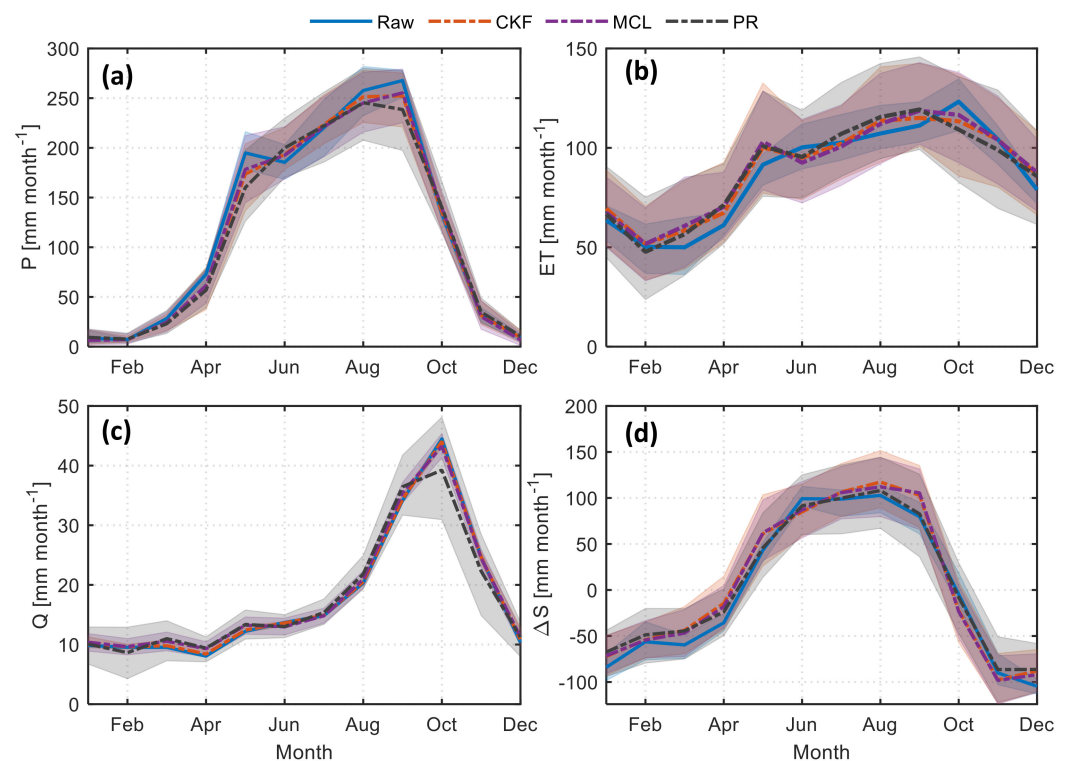 Raw CKF MCL PR
(a)
300
250
200
150
100
50
0
P [mm month⁻¹]
Feb Apr Jun Aug Oct Dec
(b)
150
100
50
0
ET [mm month⁻¹]
Feb Apr Jun Aug Oct Dec
(c)
50
40
30
20
10
0
Q [mm month⁻¹]
Feb Apr Jun Aug Oct Dec
Month
(d)
200
150
100
50
0
-50
-100
ΔS [mm month⁻¹]
Feb Apr Jun Aug Oct Dec
Month